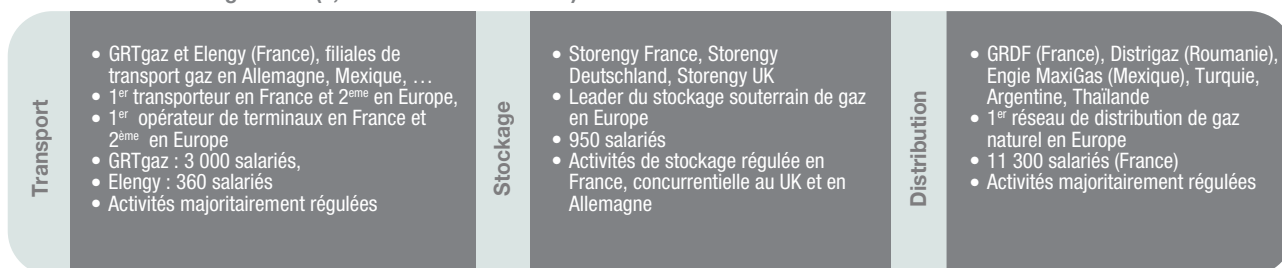 Transport
• GRTgaz et Elengy (France), filiales de
transport gaz en Allemagne, Mexique, …
• 1er transporteur en France et 2eme en Europe,
• 1er opérateur de terminaux en France et
2ème en Europe
• GRTgaz : 3 000 salariés,
• Elengy : 360 salariés
• Activités majoritairement régulées
Stockage
• Storengy France, Storengy
Deutschland, Storengy UK
• Leader du stockage souterrain de gaz
en Europe
• 950 salariés
• Activités de stockage régulée en
France, concurrentielle au UK et en
Allemagne
Distribution
• GRDF (France), Distrigaz (Roumanie),
Engie MaxiGas (Mexique), Turquie,
Argentine, Thaïlande
• 1er réseau de distribution de gaz
naturel en Europe
• 11 300 salariés (France)
• Activités majoritairement régulées